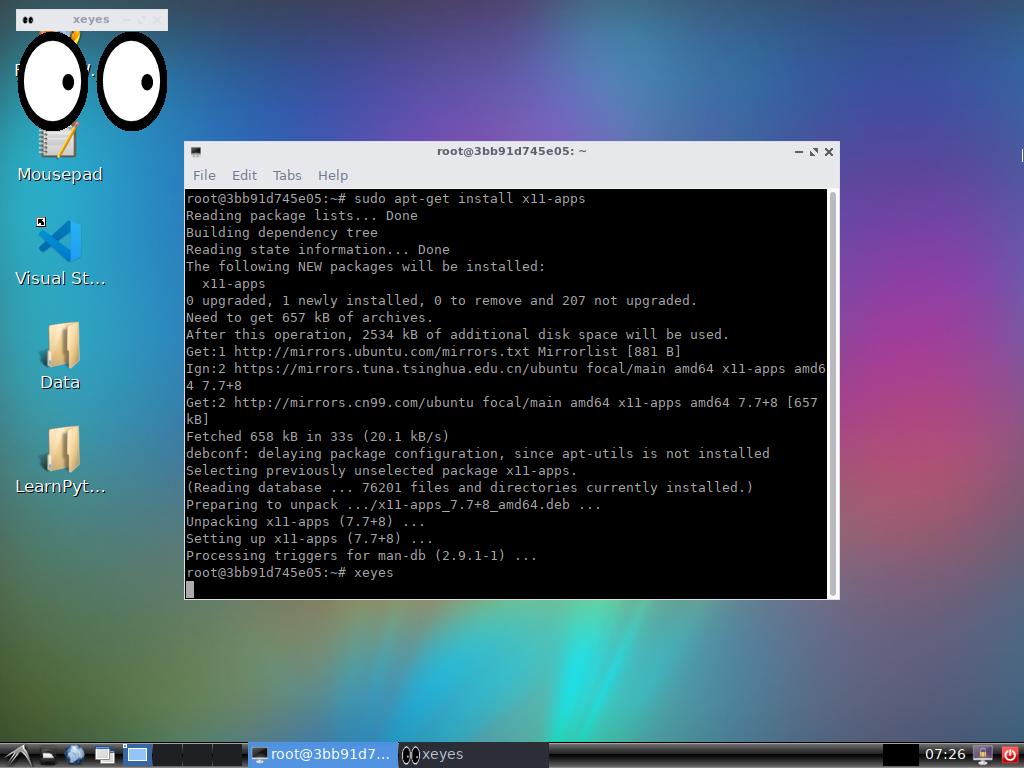 xeyes
Mousepad
Visual St...
Data
LearnPyt...
root@3bb91d745e05: ~
File Edit Tabs Help
root@3bb91d745e05:~# sudo apt-get install x11-apps
Reading package lists... Done
Building dependency tree
Reading state information... Done
The following NEW packages will be installed:
x11-apps
0 upgraded, 1 newly installed, 0 to remove and 207 not upgraded.
Need to get 657 kB of archives.
After this operation, 2534 kB of additional disk space will be used.
Get:1 http://mirrors.ubuntu.com/mirrors.txt Mirrorlist [881 B]
Ign:2 https://mirrors.tuna.tsinghua.edu.cn/ubuntu focal/main amd64 x11-apps amd6
4 7.7+8
Get:2 http://mirrors.cn99.com/ubuntu focal/main amd64 x11-apps amd64 7.7+8 [657
kB]
Fetched 658 kB in 33s (20.1 kB/s)
debconf: delaying package configuration, since apt-utils is not installed
Selecting previously unselected package x11-apps.
(Reading database ... 76201 files and directories currently installed.)
Preparing to unpack .../x11-apps_7.7+8_amd64.deb ...
Unpacking x11-apps (7.7+8) ...
Setting up x11-apps (7.7+8) ...
Processing triggers for man-db (2.9.1-1) ...
root@3bb91d745e05:~# xeyes
root@3bb91d7... xeyes 07:26